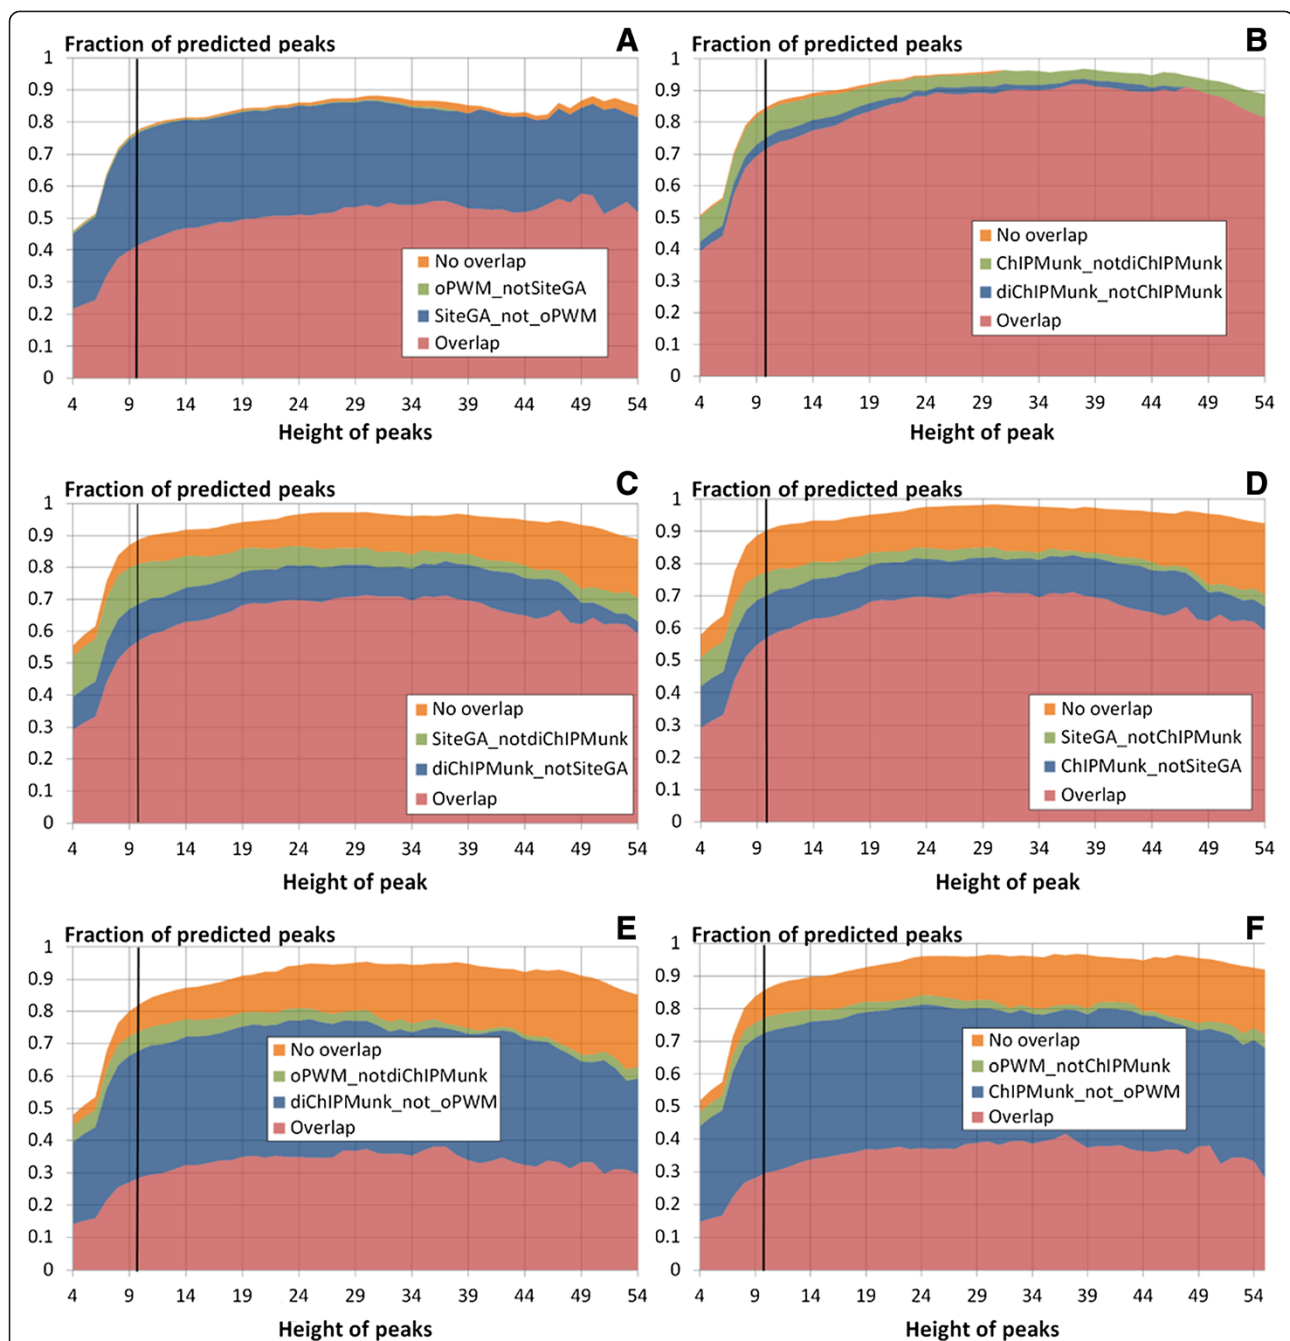 Fraction of predicted peaks A
1
0.9
0.8
0.7
0.6
0.5
0.4
0.3
0.2
0.1
0
No overlap
oPWM_notSiteGA
SiteGA_not_oPWM
Overlap
4 9 14 19 24 29 34 39 44 49 54
Height of peaks
Fraction of predicted peaks B
1
0.9
0.8
0.7
0.6
0.5
0.4
0.3
0.2
0.1
0
No overlap
ChIPMunk_notdiChIPMunk
diChIPMunk_notChIPMunk
Overlap
4 9 14 19 24 29 34 39 44 49 54
Height of peak
Fraction of predicted peaks C
1
0.9
0.8
0.7
0.6
0.5
0.4
0.3
0.2
0.1
0
No overlap
SiteGA_notdiChIPMunk
diChIPMunk_notSiteGA
Overlap
4 9 14 19 24 29 34 39 44 49 54
Height of peak
Fraction of predicted peaks D
1
0.9
0.8
0.7
0.6
0.5
0.4
0.3
0.2
0.1
0
No overlap
SiteGA_notChIPMunk
ChIPMunk_notSiteGA
Overlap
4 9 14 19 24 29 34 39 44 49 54
Height of peak
Fraction of predicted peaks E
1
0.9
0.8
0.7
0.6
0.5
0.4
0.3
0.2
0.1
0
No overlap
oPWM_notdiChIPMunk
diChIPMunk_not_oPWM
Overlap
4 9 14 19 24 29 34 39 44 49 54
Height of peaks
Fraction of predicted peaks F
1
0.9
0.8
0.7
0.6
0.5
0.4
0.3
0.2
0.1
0
No overlap
oPWM_notChIPMunk
ChIPMunk_not_oPWM
Overlap
4 9 14 19 24 29 34 39 44 49 54
Height of peaks